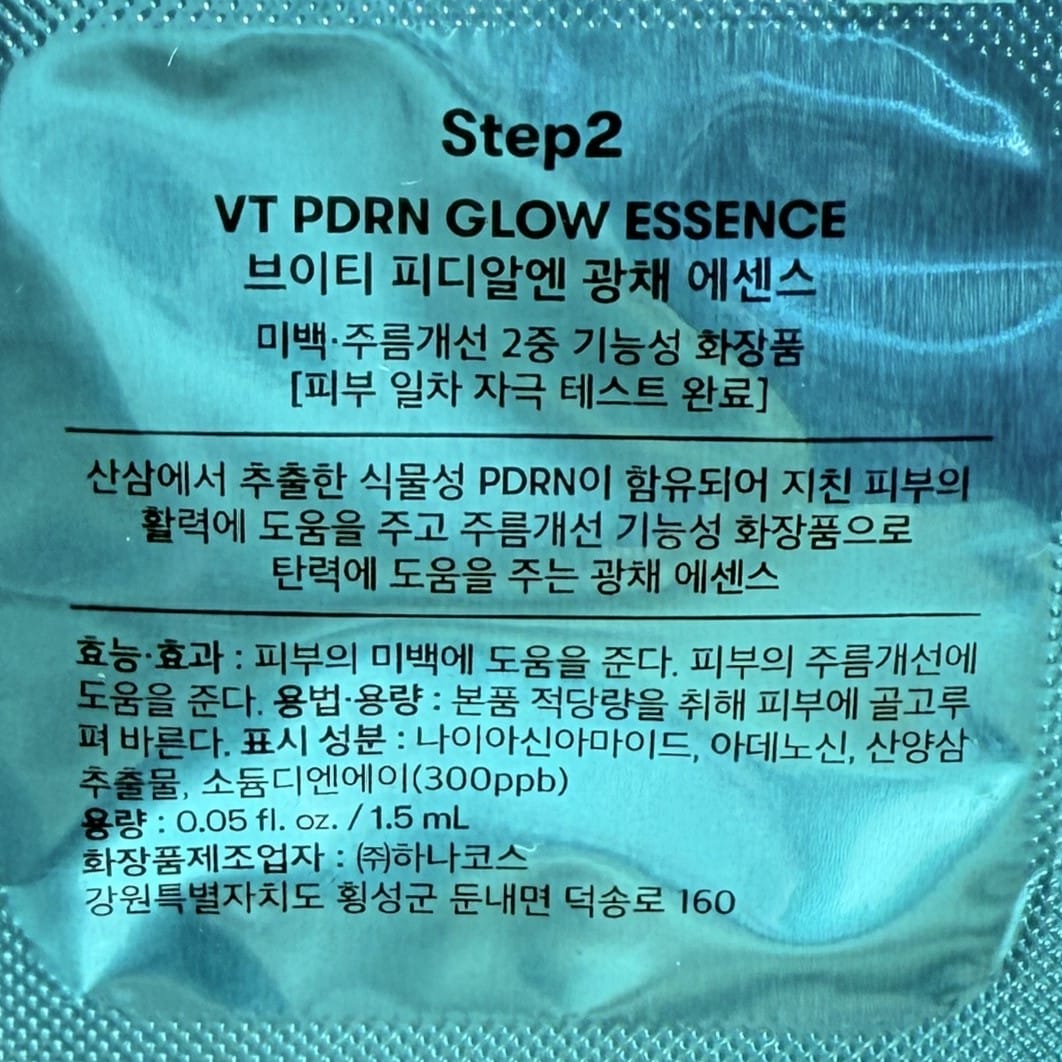 Step2
VT PDRN GLOW ESSENCE
브이티 피디알엔 광채 에센스
미백·주름개선 2중 기능성 화장품
[피부 일차 자극 테스트 완료]
산삼에서 추출한 식물성 PDRN이 함유되어 지친 피부의
활력에 도움을 주고 주름개선 기능성 화장품으로
탄력에 도움을 주는 광채 에센스
효능·효과 : 피부의 미백에 도움을 준다. 피부의 주름개선에
도움을 준다. 용법·용량 : 본품 적당량을 취해 피부에 골고루
펴 바른다. 표시 성분 : 나이아신아마이드, 아데노신, 산양삼
추출물, 소듐디엔에이(300ppb)
용량 : 0.05 fl. oz. / 1.5 mL
화장품제조업자 : ㈜하나코스
강원특별자치도 횡성군 둔내면 덕송로 160